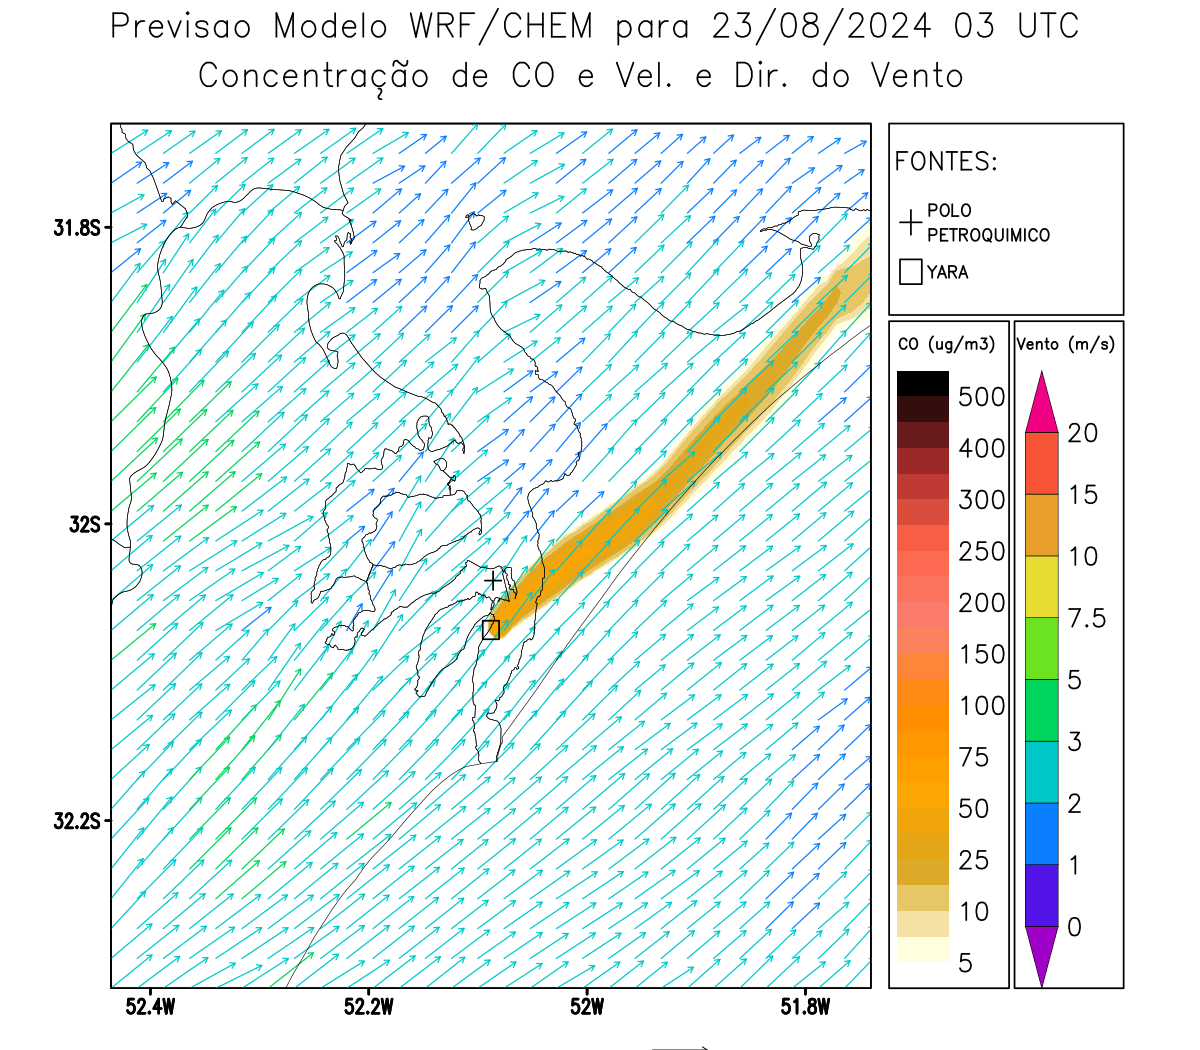 Previsao Modelo WRF/CHEM para 23/08/2024 03 UTC
Concentração de CO e Vel. e Dir. do Vento
FONTES:
POLO
PETROQUIMICO
YARA
31.8S
32S
32.2S
52.4W
52.2W
52W
51.8W
CO (ug/m3)
500
400
300
250
200
150
100
75
50
25
10
5
Vento (m/s)
20
15
10
7.5
5
3
2
1
0